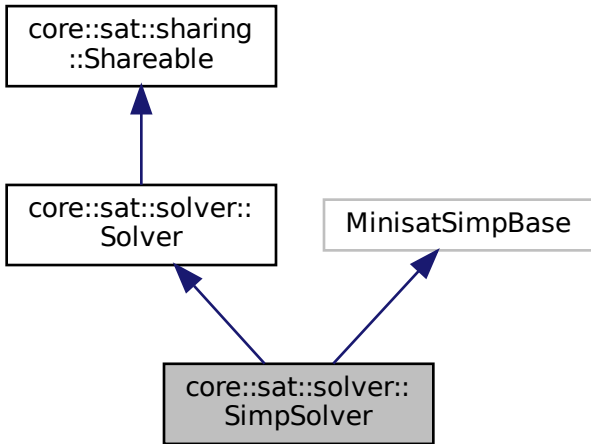 core::sat::sharing
::Shareable
core::sat::solver::
Solver
MinisatSimpBase
core::sat::solver::
SimpSolver